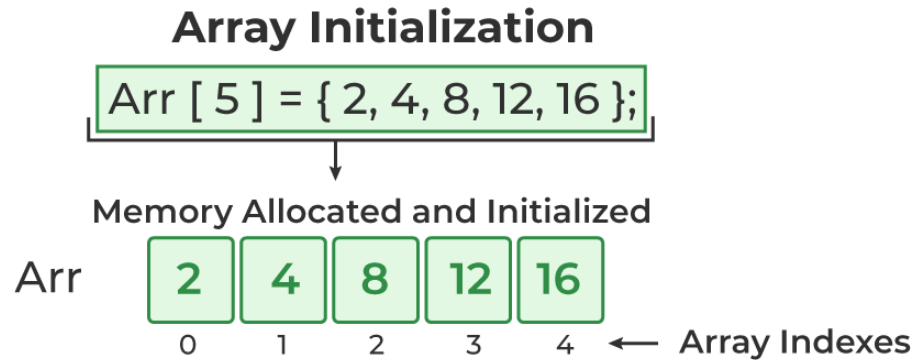 Array Initialization
Arr [ 5 ] = { 2, 4, 8, 12, 16 };
Memory Allocated and Initialized
Arr 2 4 8 12 16
0 1 2 3 4 Array Indexes